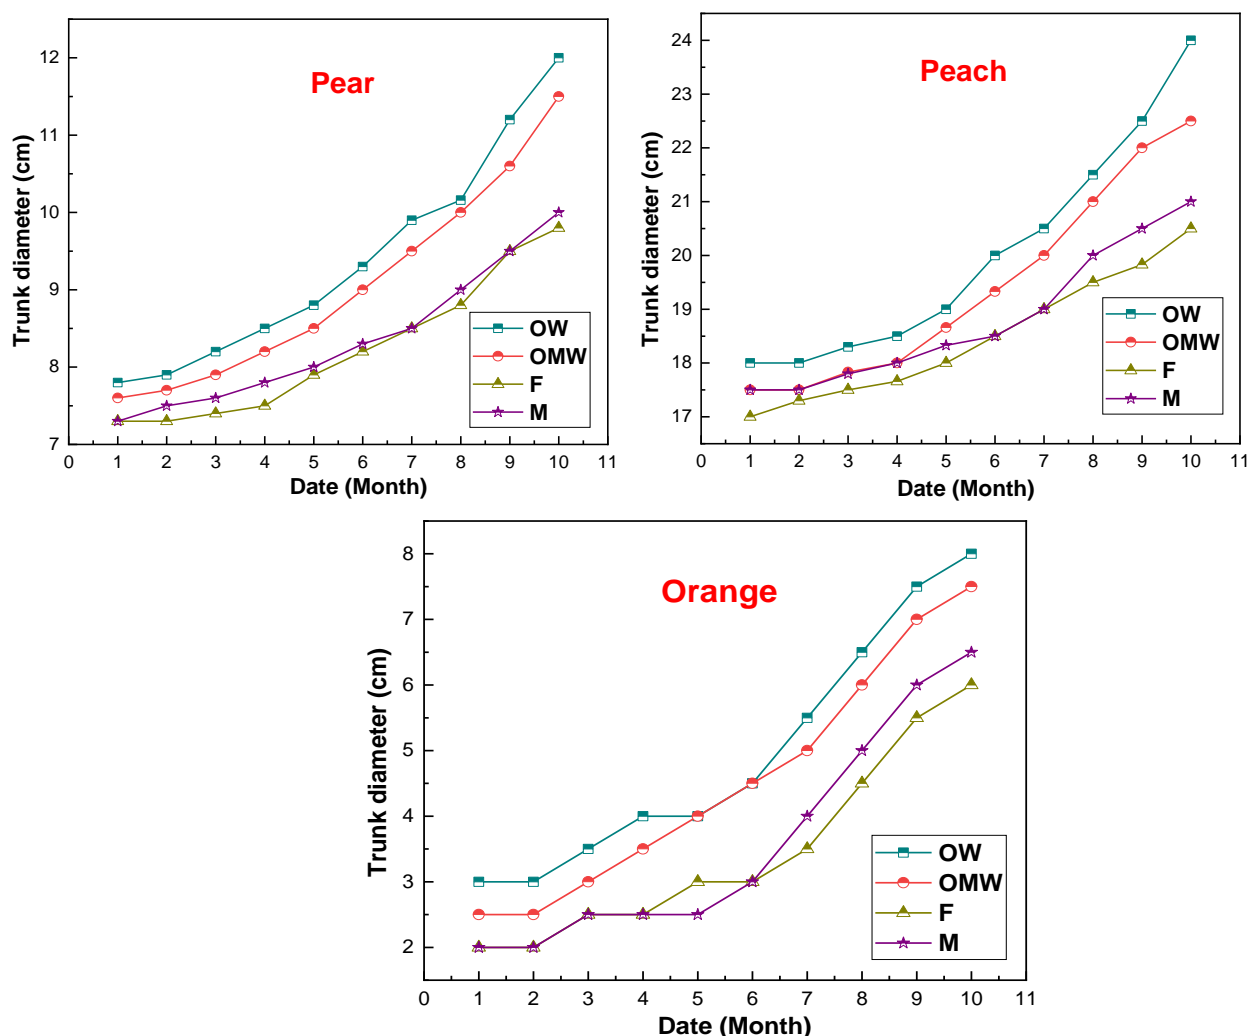 Pear
Trunk diameter (cm)
12
11
10
9
8
7
0 1 2 3 4 5 6 7 8 9 10 11
Date (Month)
OW
OMW
F
M
Peach
Trunk diameter (cm)
24
23
22
21
20
19
18
17
0 1 2 3 4 5 6 7 8 9 10 11
Date (Month)
OW
OMW
F
M
Orange
Trunk diameter (cm)
8
7
6
5
4
3
2
0 1 2 3 4 5 6 7 8 9 10 11
Date (Month)
OW
OMW
F
M